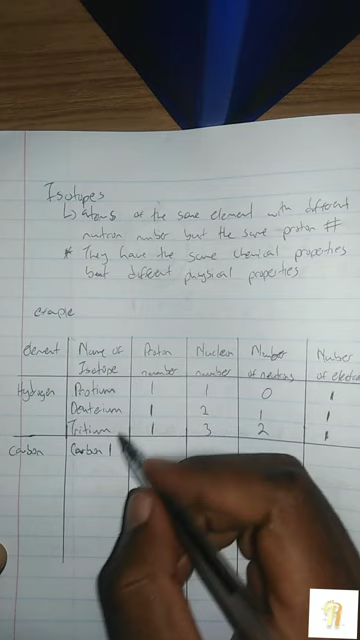 Isotopes
↳ atoms of the same element with different
nutron number but the same proton #
* They have the same chemical properties
but different physical properties
example
element | Name of Isotope | Proton number | Nucleon number | Number of neutrons | Number of electro
Hydrogen | Protium | 1 | 1 | 0 | 1
Deuterium | 1 | 2 | 1 | 1
Tritium | 1 | 3 | 2 | 1
Carbon | Carbon 1